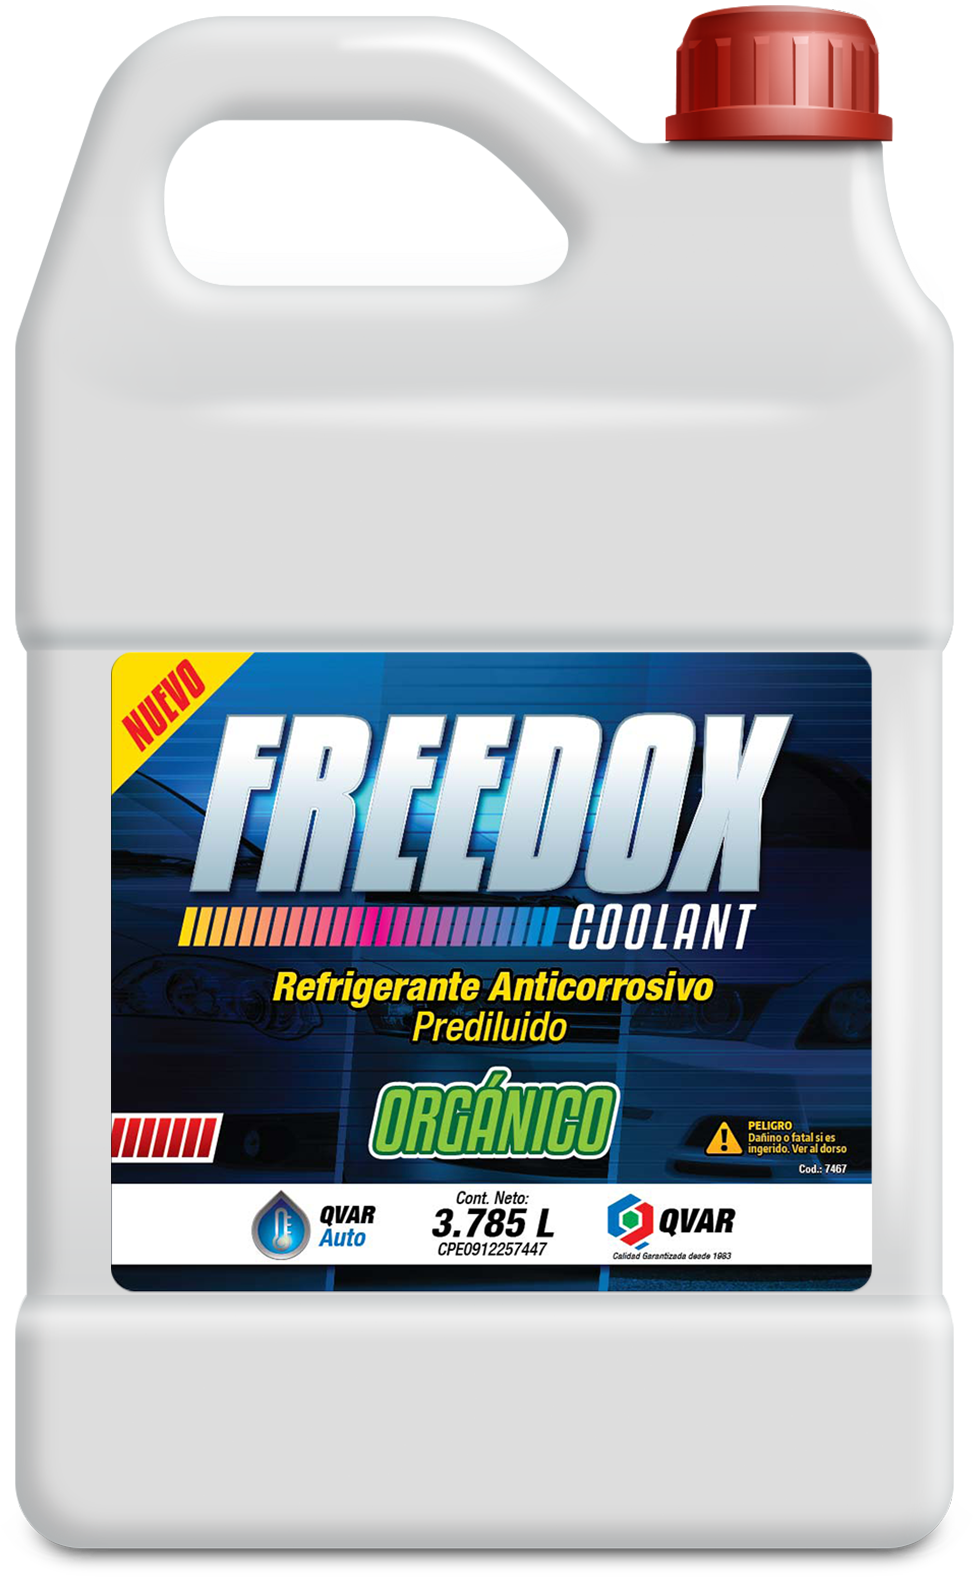 NUEVO
FREEDOX
COOLANT
Refrigerante Anticorrosivo
Prediluido
ORGÁNICO
PELIGRO
Dañino o fatal si es
ingerido. Ver al dorso
Cod.: 7467
QVAR
Auto
Cont. Neto:
3.785 L
CPE0912257447
QVAR
Calidad Garantizada desde 1983